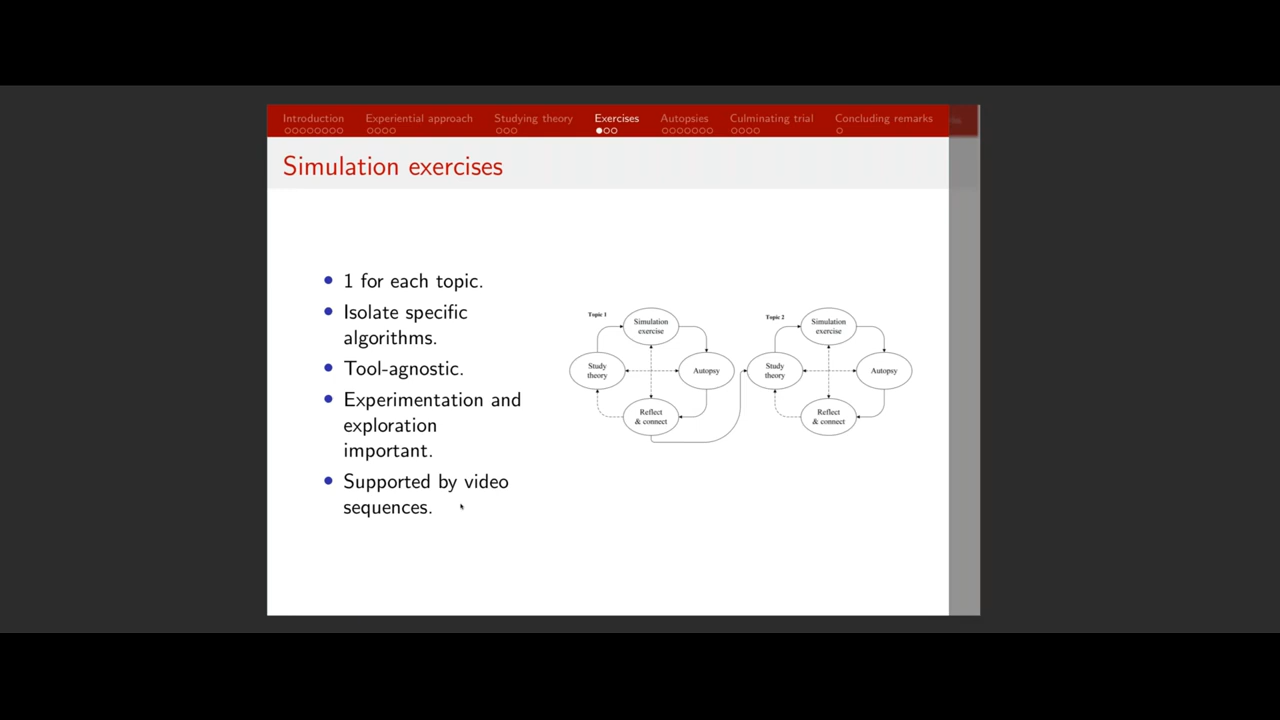 Introduction Experiential approach Studying theory Exercises Autopsies Culminating trial Concluding remarks
Simulation exercises
1 for each topic.
Isolate specific
algorithms.
Tool-agnostic.
Experimentation and
exploration
important.
Supported by video
sequences.
Topic 1
Simulation
exercise
Study
theory
Autopsy
Reflect
& connect
Topic 2
Simulation
exercise
Study
theory
Autopsy
Reflect
& connect